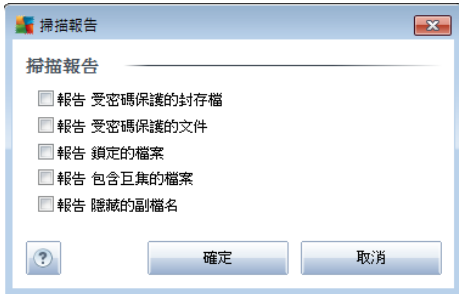 掃描報告
掃描報告
報告 受密碼保護的封存檔
報告 受密碼保護的文件
報告 鎖定的檔案
報告 包含巨集的檔案
報告 隱藏的副檔名
?
確定
取消